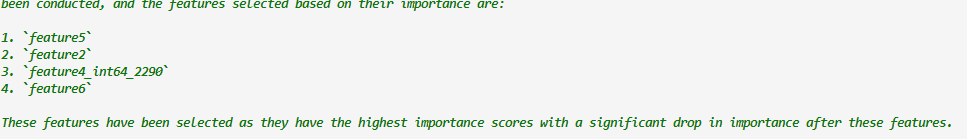 been conducted, and the features selected based on their importance are:
1. `feature5`
2. `feature2`
3. `feature4_int64_2290`
4. `feature6`
These features have been selected as they have the highest importance scores with a significant drop in importance after these features.